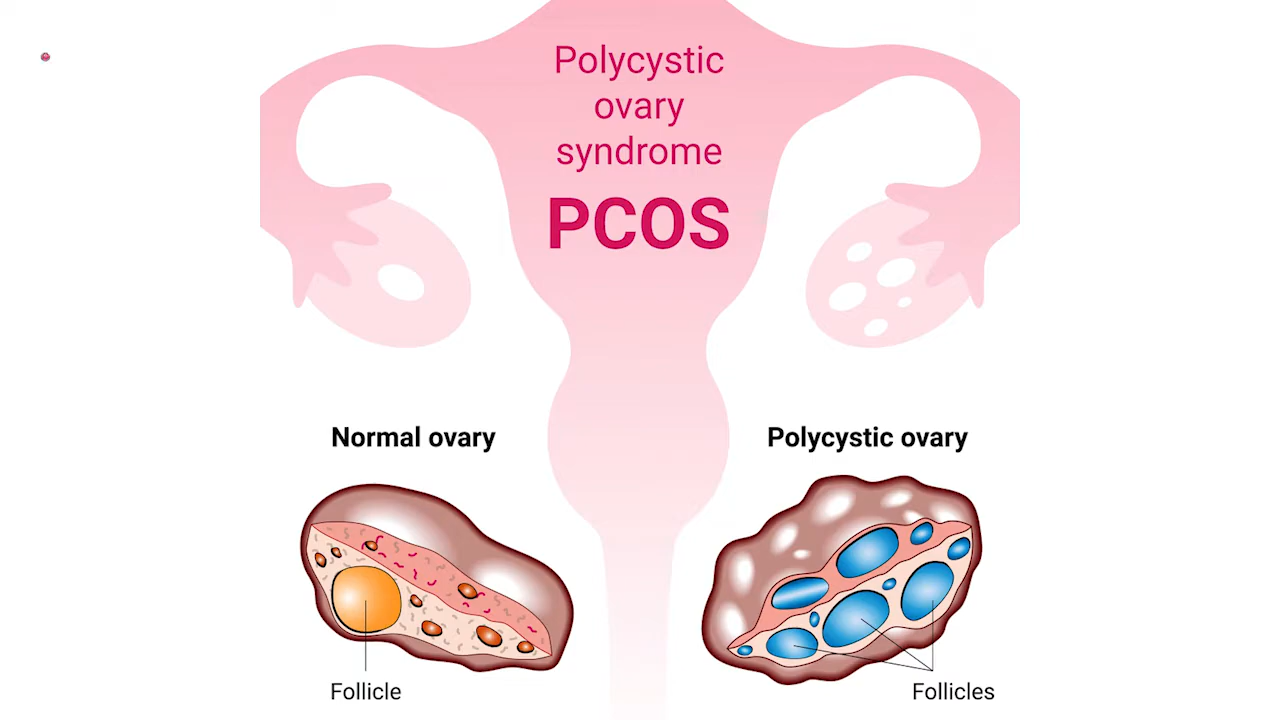 Polycystic
ovary
syndrome
PCOS
Normal ovary
Polycystic ovary
Follicle
Follicles